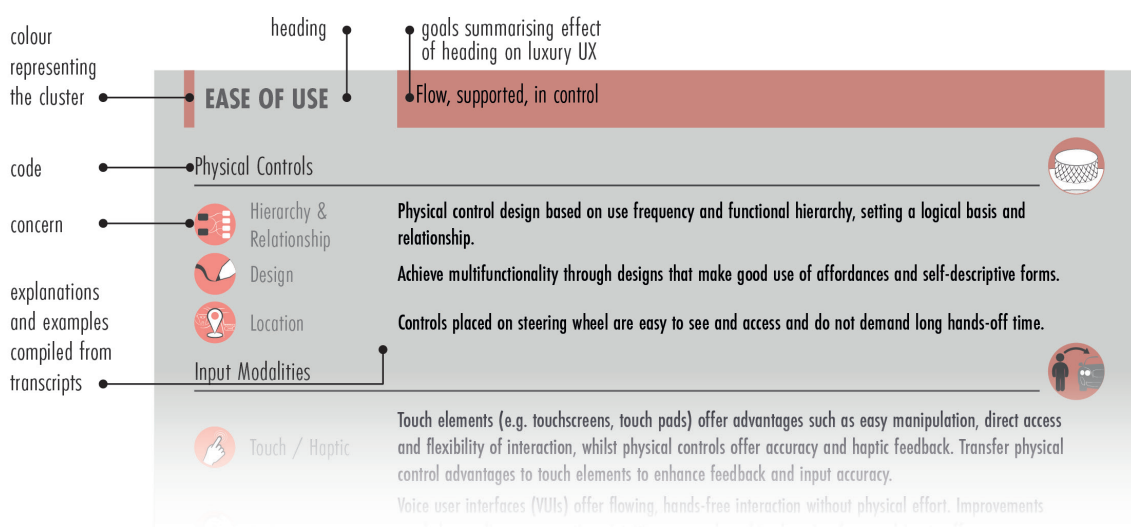 heading
goals summarising effect
of heading on luxury UX
colour
representing
the cluster
EASE OF USE
Flow, supported, in control
code
Physical Controls
concern
Hierarchy &
Relationship
Physical control design based on use frequency and functional hierarchy, setting a logical basis and
relationship.
Design
Achieve multifunctionality through designs that make good use of affordances and self-descriptive forms.
explanations
and examples
compiled from
transcripts
Location
Controls placed on steering wheel are easy to see and access and do not demand long hands-off time.
Input Modalities
Touch / Haptic
Touch elements (e.g. touchscreens, touch pads) offer advantages such as easy manipulation, direct access
and flexibility of interaction, whilst physical controls offer accuracy and haptic feedback. Transfer physical
control advantages to touch elements to enhance feedback and input accuracy.
Voice user interfaces (VUIs) offer flowing, hands-free interaction without physical effort. Improvements